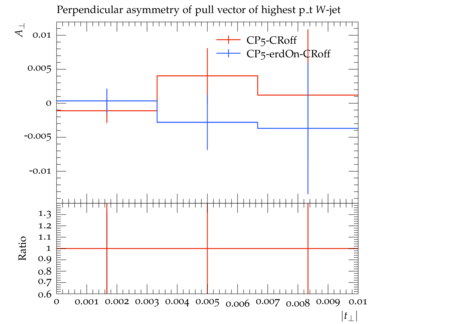 Perpendicular asymmetry of pull vector of highest p_t W-jet
A⊥
CP5-CRoff
CP5-erdOn-CRoff
0.01
0.005
0
-0.005
-0.01
Ratio
1.3
1.2
1.1
1
0.9
0.8
0.7
0.6
0 0.001 0.002 0.003 0.004 0.005 0.006 0.007 0.008 0.009 0.01
|t⊥|